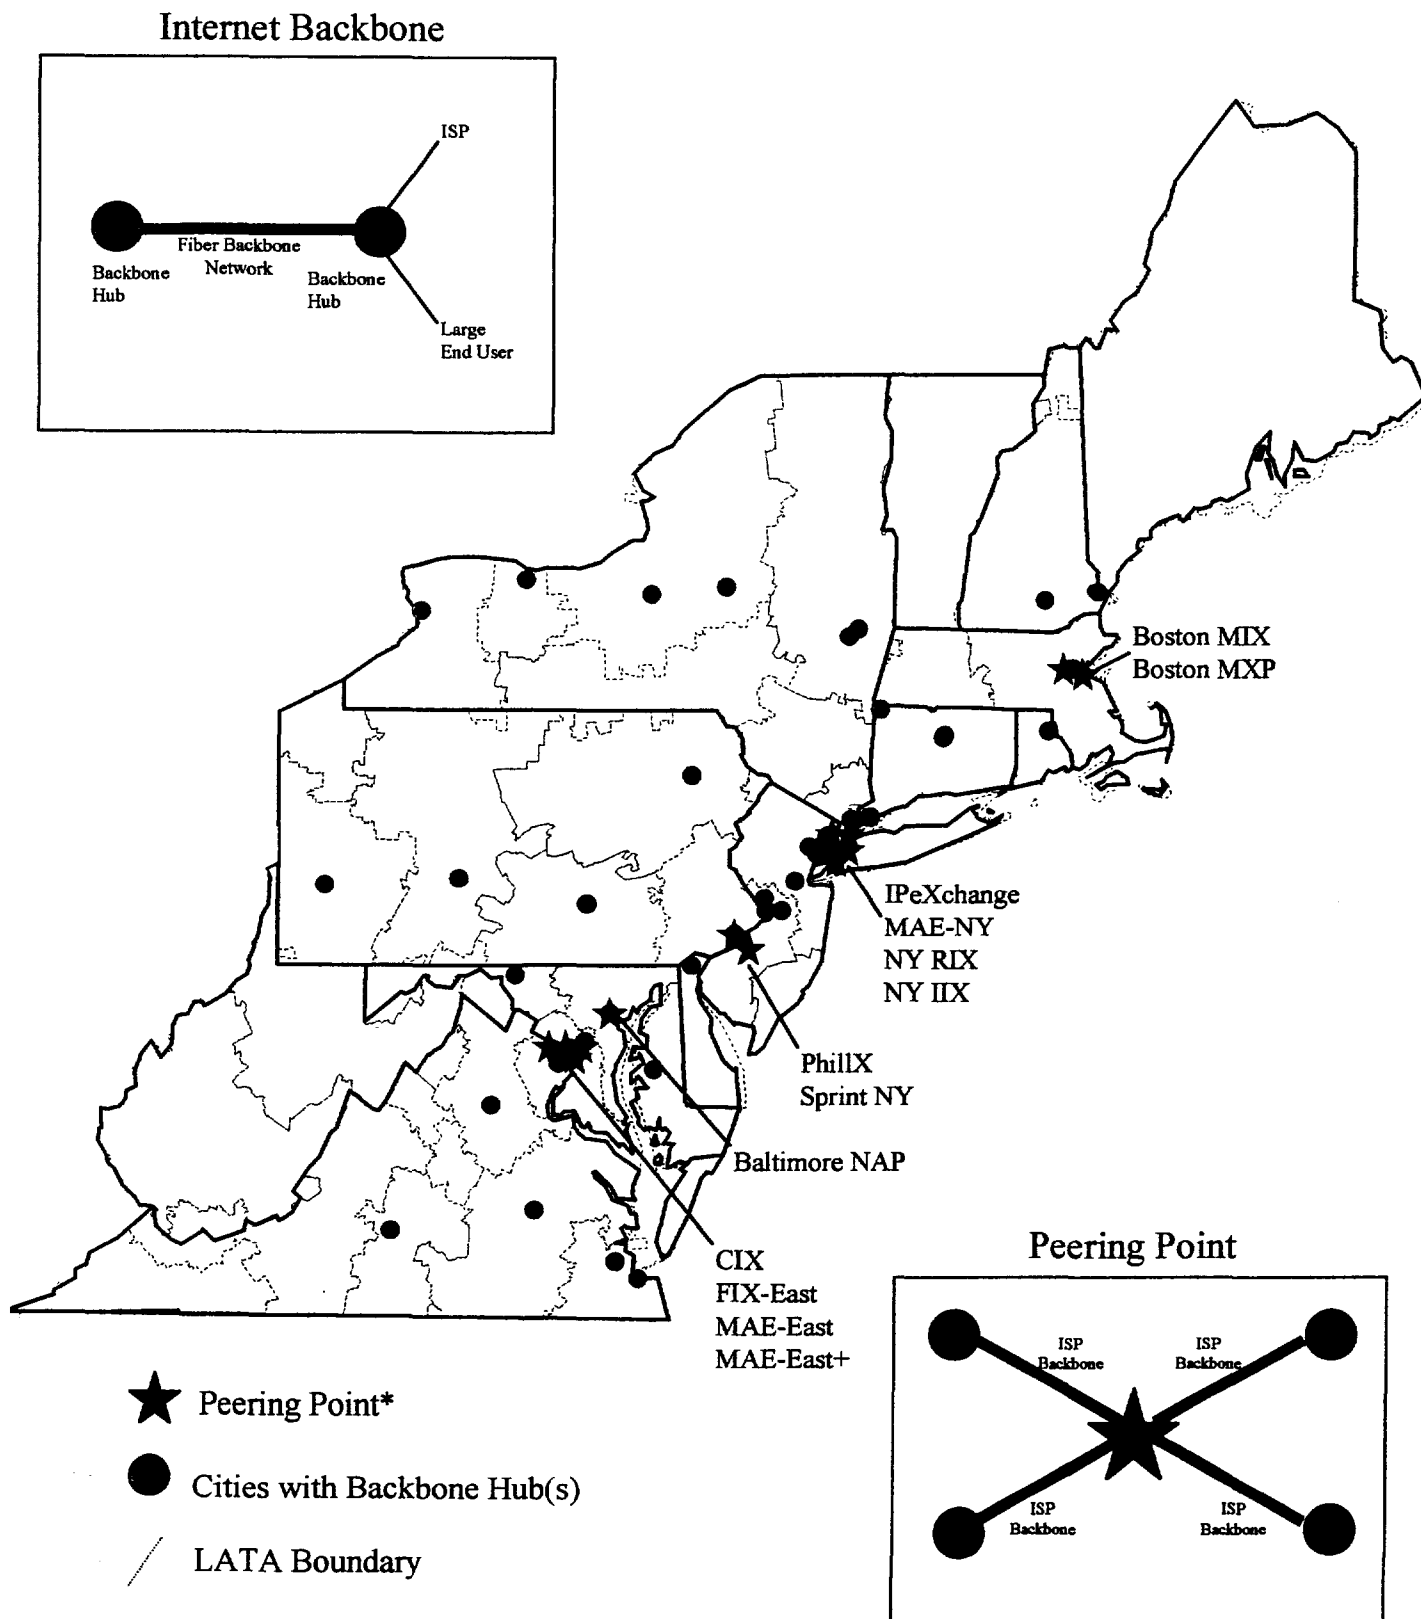 Internet Backbone
ISP
Fiber Backbone
Network
Backbone
Hub
Backbone
Hub
Large
End User
Boston MIX
Boston MXP
IPeXchange
MAE-NY
NY RIX
NY IIX
PhillX
Sprint NY
Baltimore NAP
CIX
FIX-East
MAE-East
MAE-East+
Peering Point
ISP
Backbone
ISP
Backbone
ISP
Backbone
ISP
Backbone
Peering Point*
Cities with Backbone Hub(s)
LATA Boundary